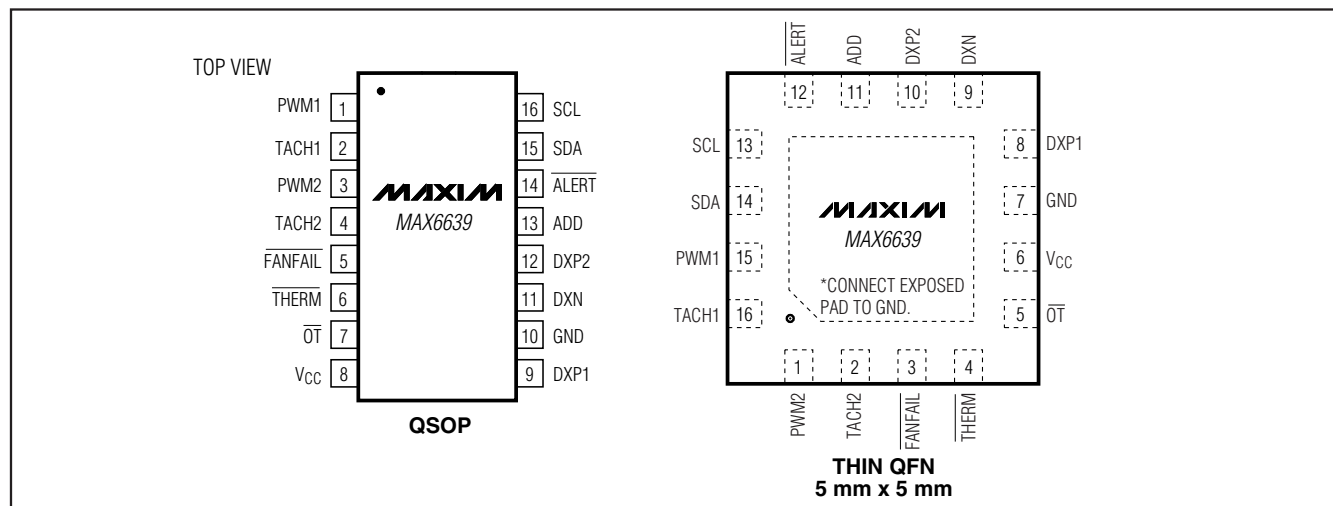 TOP VIEW
PWM1 1
TACH1 2
PWM2 3
TACH2 4
FANFAIL 5
THERM 6
OT 7
VCC 8
16 SCL
15 SDA
14 ALERT
13 ADD
12 DXP2
11 DXN
10 GND
9 DXP1
MAXIM
MAX6639
QSOP
ALERT ADD DXP2 DXN
12 11 10 9
SCL 13
SDA 14
PWM1 15
TACH1 16
8 DXP1
7 GND
6 VCC
5 OT
MAXIM
MAX6639
*CONNECT EXPOSED
PAD TO GND.
1 2 3 4
PWM2 TACH2 FANFAIL THERM
THIN QFN
5 mm x 5 mm